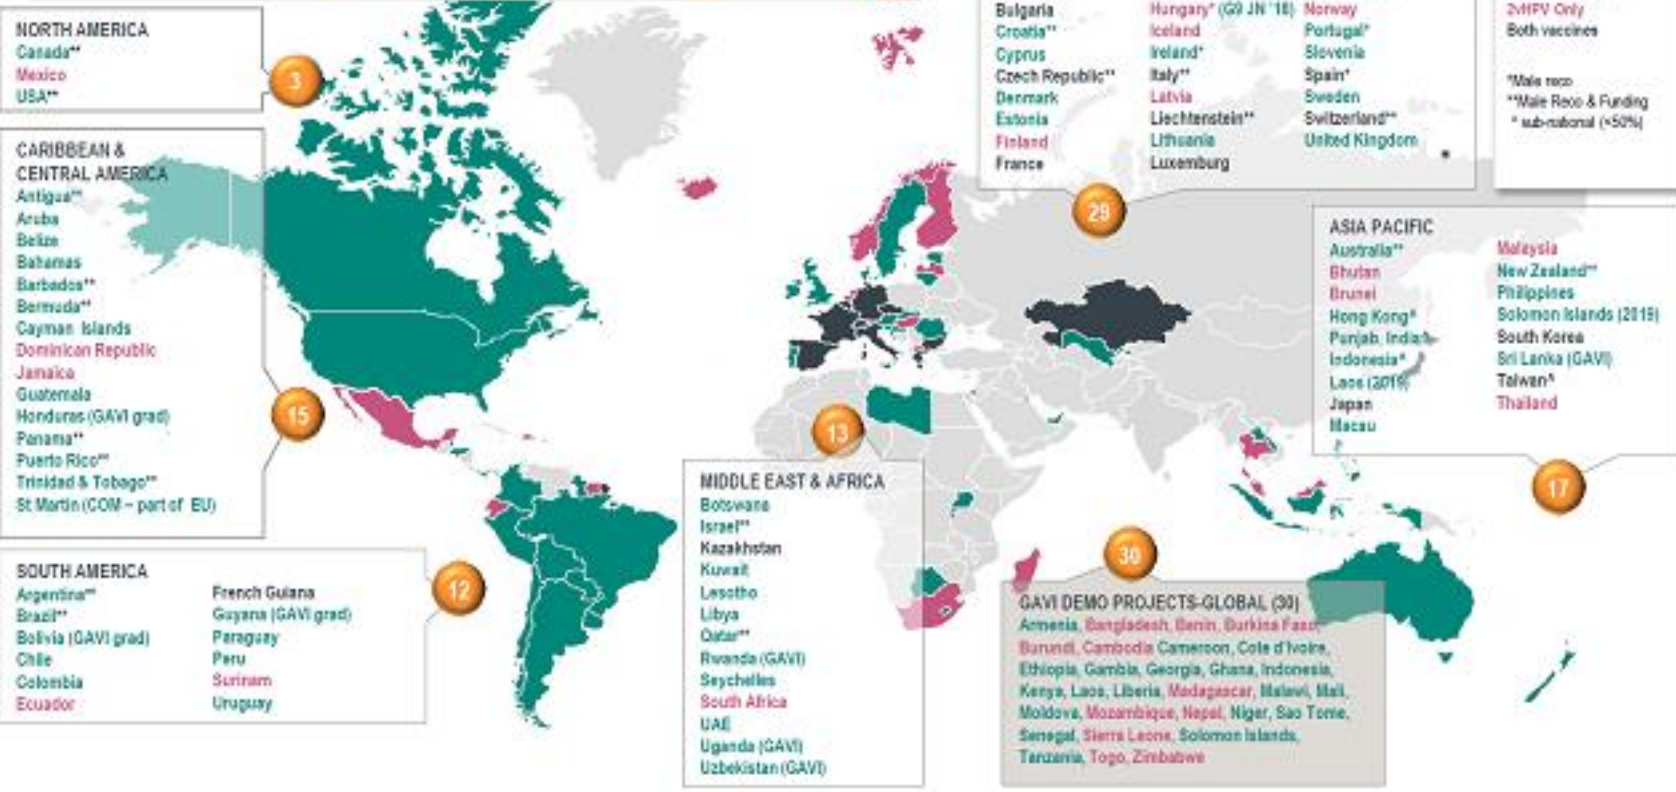 NORTH AMERICA
Canada**
Mexico
USA**
3
CARIBBEAN &
CENTRAL AMERICA
Antigua**
Aruba
Belize
Bahamas
Barbados**
Bermuda**
Cayman Islands
Dominican Republic
Jamaica
Guatemala
Honduras (GAVI grad)
Panama**
Puerto Rico**
Trinidad & Tobago**
St Martin (COM – part of EU)
15
SOUTH AMERICA
Argentina**
Brazil**
Bolivia (GAVI grad)
Chile
Colombia
Ecuador
French Guiana
Guyana (GAVI grad)
Paraguay
Peru
Surinam
Uruguay
12
MIDDLE EAST & AFRICA
Botswana
Israel**
Kazakhstan
Kuwait
Lesotho
Libya
Qatar**
Rwanda (GAVI)
Seychelles
South Africa
UAE
Uganda (GAVI)
Uzbekistan (GAVI)
13
Bulgaria
Croatia**
Cyprus
Czech Republic**
Denmark
Estonia
Finland
France
Hungary* (G9 JN '18)
Iceland
Ireland*
Italy**
Latvia
Liechtenstein**
Lithuania
Luxemburg
Norway
Portugal*
Slovenia
Spain*
Sweden
Switzerland**
United Kingdom
29
2vHPV Only
Both vaccines
*Male reco
**Male Reco & Funding
^ sub-national (<50%)
ASIA PACIFIC
Australia**
Bhutan
Brunei
Hong Kong^
Punjab, India^
Indonesia^
Laos (2019)
Japan
Macau
Malaysia
New Zealand**
Philippines
Solomon Islands (2019)
South Korea
Sri Lanka (GAVI)
Taiwan^
Thailand
17
30
GAVI DEMO PROJECTS-GLOBAL (30)
Armenia, Bangladesh, Benin, Burkina Faso,
Burundi, Cambodia Cameroon, Cote d'Ivoire,
Ethiopia, Gambia, Georgia, Ghana, Indonesia,
Kenya, Laos, Liberia, Madagascar, Malawi, Mali,
Moldova, Mozambique, Nepal, Niger, Sao Tome,
Senegal, Sierra Leone, Solomon Islands,
Tanzania, Togo, Zimbabwe